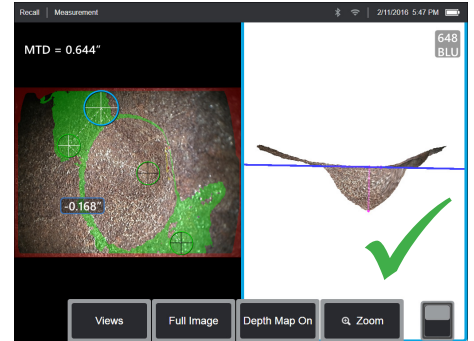 Recall Measurement 2/11/2016 5:47 PM
MTD = 0.644"
648
BLU
-0.168"
Views Full Image Depth Map On Zoom